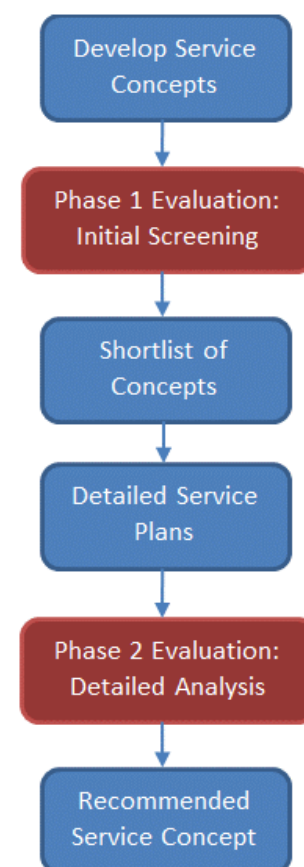 Develop Service
Concepts
Phase 1 Evaluation:
Initial Screening
Shortlist of
Concepts
Detailed Service
Plans
Phase 2 Evaluation:
Detailed Analysis
Recommended
Service Concept